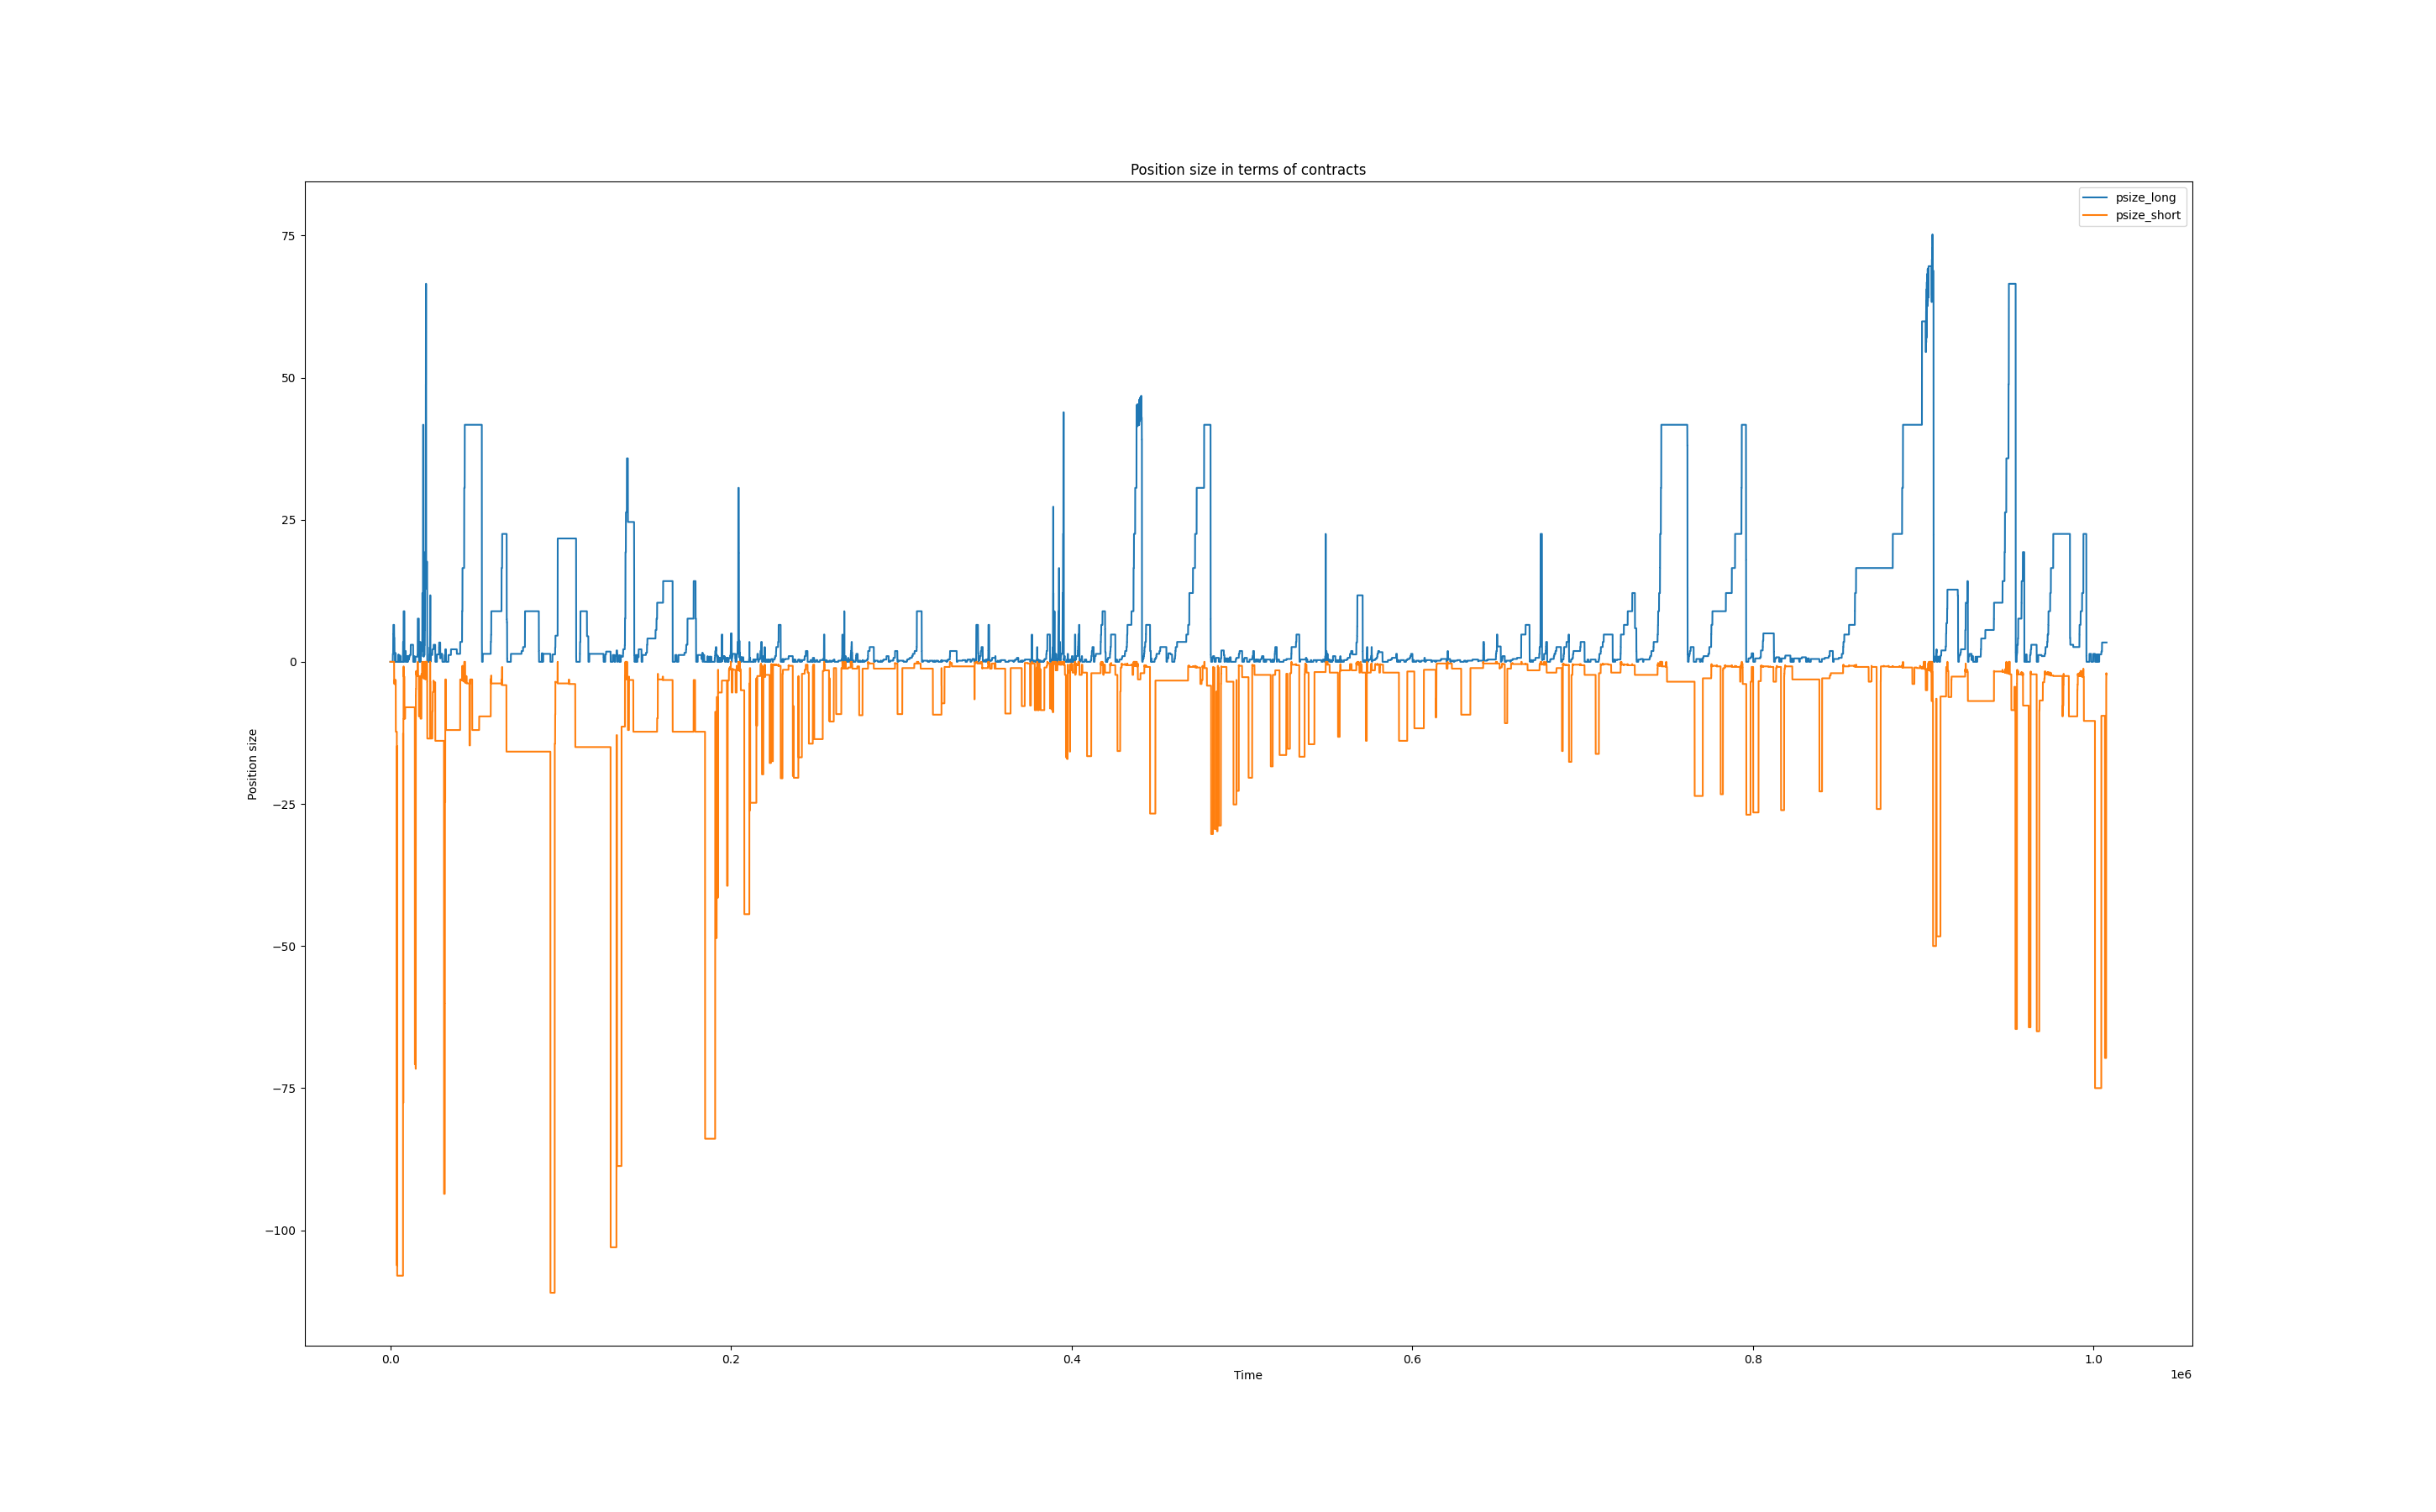 Position size in terms of contracts
psize_long
psize_short
75
50
25
0
−25
−50
−75
−100
Position size
0.0 0.2 0.4 0.6 0.8 1.0
Time
1e6